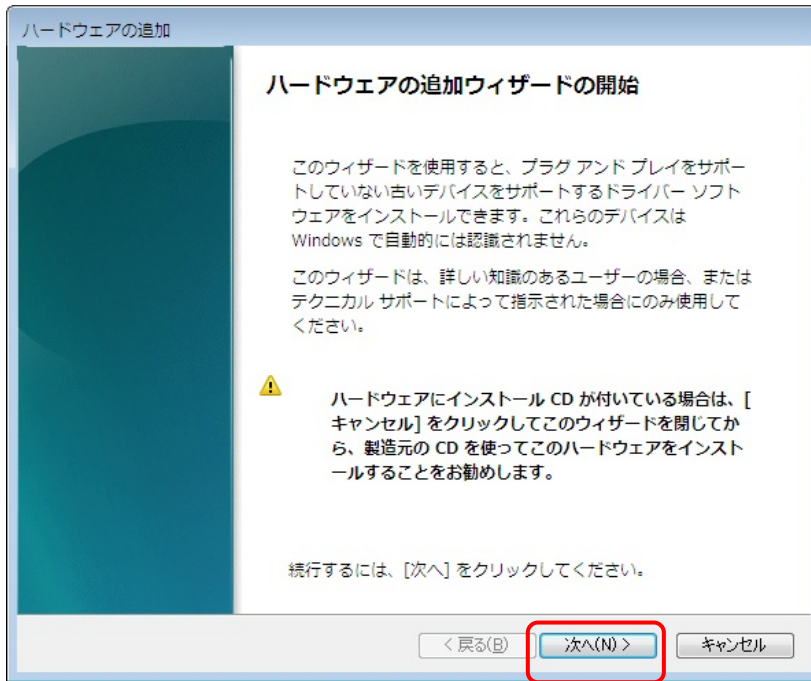 ハードウェアの追加
ハードウェアの追加ウィザードの開始
このウィザードを使用すると、プラグ アンド プレイをサポー
トしていない古いデバイスをサポートするドライバー ソフト
ウェアをインストールできます。これらのデバイスは
Windows で自動的には認識されません。
このウィザードは、詳しい知識のあるユーザーの場合、または
テクニカル サポートによって指示された場合にのみ使用して
ください。
ハードウェアにインストール CD が付いている場合は、[
キャンセル] をクリックしてこのウィザードを閉じてか
ら、製造元の CD を使ってこのハードウェアをインスト
ールすることをお勧めします。
続行するには、[次へ] をクリックしてください。
< 戻る(B) 次へ(N) > キャンセル